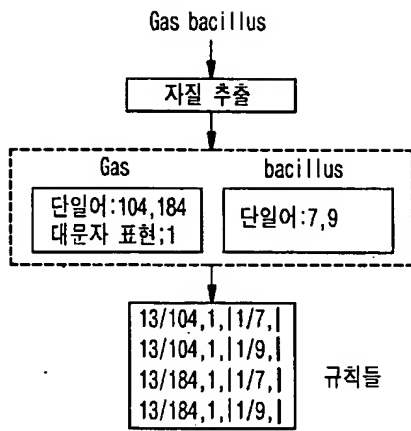 Gas bacillus
자질 추출
Gas bacillus
단일어:104,184 단일어:7,9
대문자 표현;1
13/104,1,|1/7,|
13/104,1,|1/9,|
13/184,1,|1/7,| 규칙들
13/184,1,|1/9,|